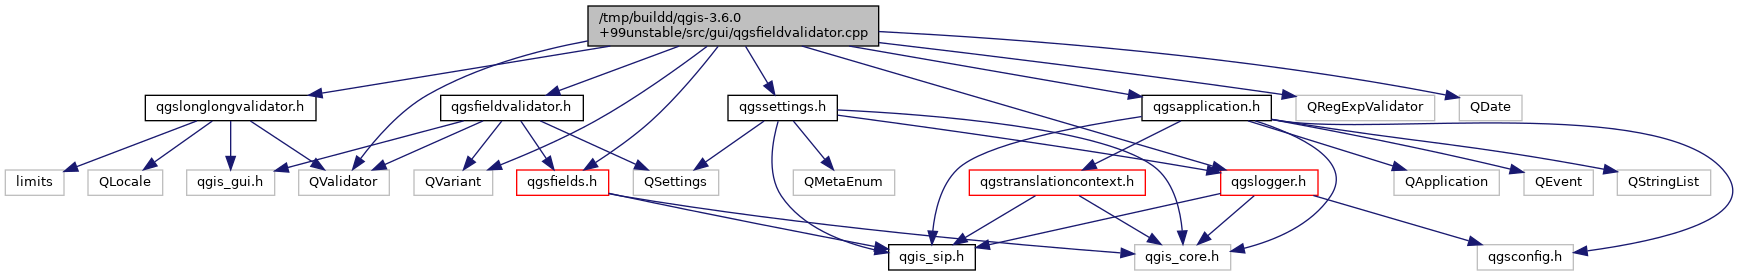 /tmp/buildd/qgis-3.6.0
+99unstable/src/gui/qgsfieldvalidator.cpp
qgslonglongvalidator.h
qgsfieldvalidator.h
qgssettings.h
qgsapplication.h
QRegExpValidator
QDate
limits
QLocale
qgis_gui.h
QValidator
QVariant
qgsfields.h
QSettings
QMetaEnum
qgstranslationcontext.h
qgslogger.h
QApplication
QEvent
QStringList
qgis_sip.h
qgis_core.h
qgsconfig.h